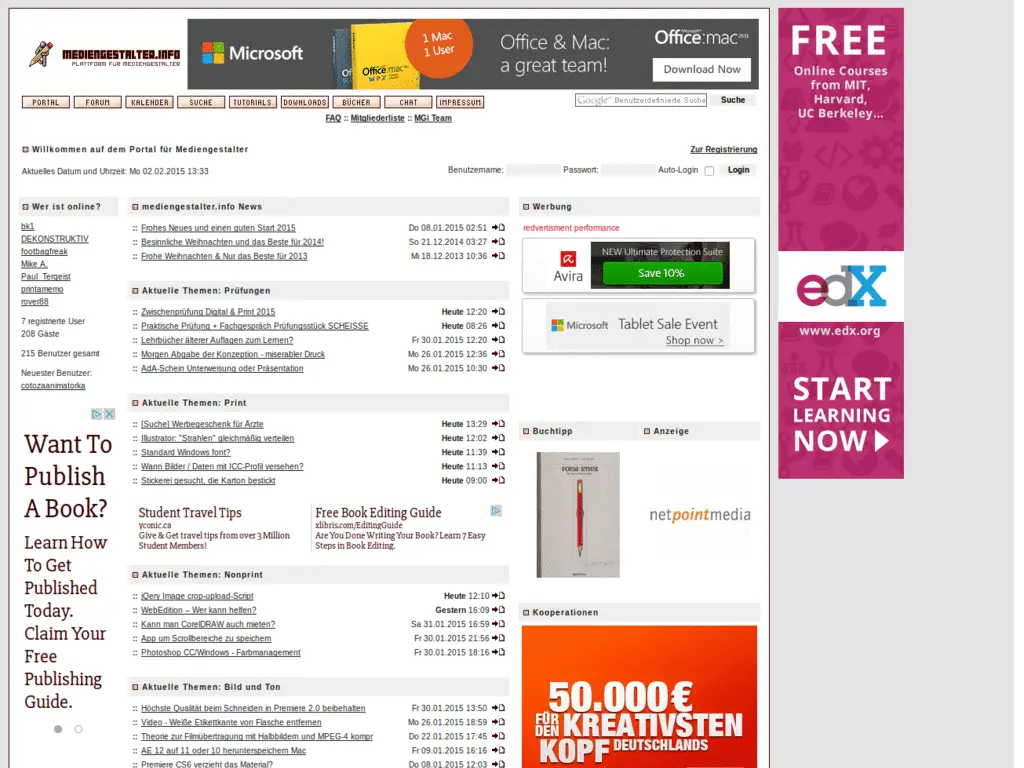 MEDIENGESTALTER.INFO
PLATTFORM FÜR MEDIENGESTALTER
Microsoft
Office:mac
1 Mac
1 User
Office & Mac:
a great team!
Office:mac 2011
Download Now
PORTAL
FORUM
KALENDER
SUCHE
TUTORIALS
DOWNLOADS
BÜCHER
CHAT
IMPRESSUM
Google™ Benutzerdefinierte Suche
Suche
FAQ :: Mitgliederliste :: MGi Team
Willkommen auf dem Portal für Mediengestalter
Zur Registrierung
Aktuelles Datum und Uhrzeit: Mo 02.02.2015 13:33
Benutzername: Passwort: Auto-Login Login
Wer ist online?
bk1
DEKONSTRUKTIV
footbagfreak
Mike A.
Paul_Tergeist
printamemo
rover88
7 registrierte User
208 Gäste
215 Benutzer gesamt
Neuester Benutzer:
cotozaanimatorka
Want To
Publish
A Book?
Learn How
To Get
Published
Today.
Claim Your
Free
Publishing
Guide.
mediengestalter.info News
:: Frohes Neues und einen guten Start 2015 Do 08.01.2015 02:51
:: Besinnliche Weihnachten und das Beste für 2014! So 21.12.2014 03:27
:: Frohe Weihnachten & Nur das Beste für 2013 Mi 18.12.2013 10:36
Aktuelle Themen: Prüfungen
:: Zwischenprüfung Digital & Print 2015 Heute 12:20
:: Praktische Prüfung + Fachgespräch Prüfungsstück SCHEISSE Heute 08:26
:: Lehrbücher älterer Auflagen zum Lernen? Fr 30.01.2015 12:20
:: Morgen Abgabe der Konzeption - miserabler Druck Mo 26.01.2015 12:36
:: AdA-Schein Unterweisung oder Präsentation Mo 26.01.2015 10:30
Aktuelle Themen: Print
:: [Suche] Werbegeschenk für Ärzte Heute 13:29
:: Illustrator: "Strahlen" gleichmäßig verteilen Heute 12:02
:: Standard Windows font? Heute 11:39
:: Wann Bilder / Daten mit ICC-Profil versehen? Heute 11:13
:: Stickerei gesucht, die Karton bestickt Heute 09:00
Student Travel Tips
yconic.ca
Give & Get travel tips from over 3 Million
Student Members!
Free Book Editing Guide
xlibris.com/EditingGuide
Are You Done Writing Your Book? Learn 7 Easy
Steps in Book Editing.
Aktuelle Themen: Nonprint
:: jQery Image crop-upload-Script Heute 12:10
:: WebEdition – Wer kann helfen? Gestern 16:09
:: Kann man CorelDRAW auch mieten? Sa 31.01.2015 16:59
:: App um Scrollbereiche zu speichern Fr 30.01.2015 21:56
:: Photoshop CC/Windows - Farbmanagement Fr 30.01.2015 18:16
Aktuelle Themen: Bild und Ton
:: Höchste Qualität beim Schneiden in Premiere 2.0 beibehalten Fr 30.01.2015 13:50
:: Video - Weiße Etikettkante von Flasche entfernen Mo 26.01.2015 18:59
:: Theorie zur Filmübertragung mit Halbbildern und MPEG-4 kompr Do 22.01.2015 17:45
:: AE 12 auf 11 oder 10 herunterspeichern Mac Fr 09.01.2015 16:16
:: Premiere CS6 verzieht das Material? Do 08.01.2015 12:03
Werbung
redvertisment performance
Avira
NEW Ultimate Protection Suite
Save 10%
Microsoft
Tablet Sale Event
Shop now >
Buchtipp
Anzeige
FORM: ETHIK
netpointmedia
Kooperationen
50.000 €
FÜR DEN KREATIVSTEN
KOPF DEUTSCHLANDS
FREE
Online Courses
from MIT,
Harvard,
UC Berkeley...
edX
www.edx.org
START
LEARNING
NOW